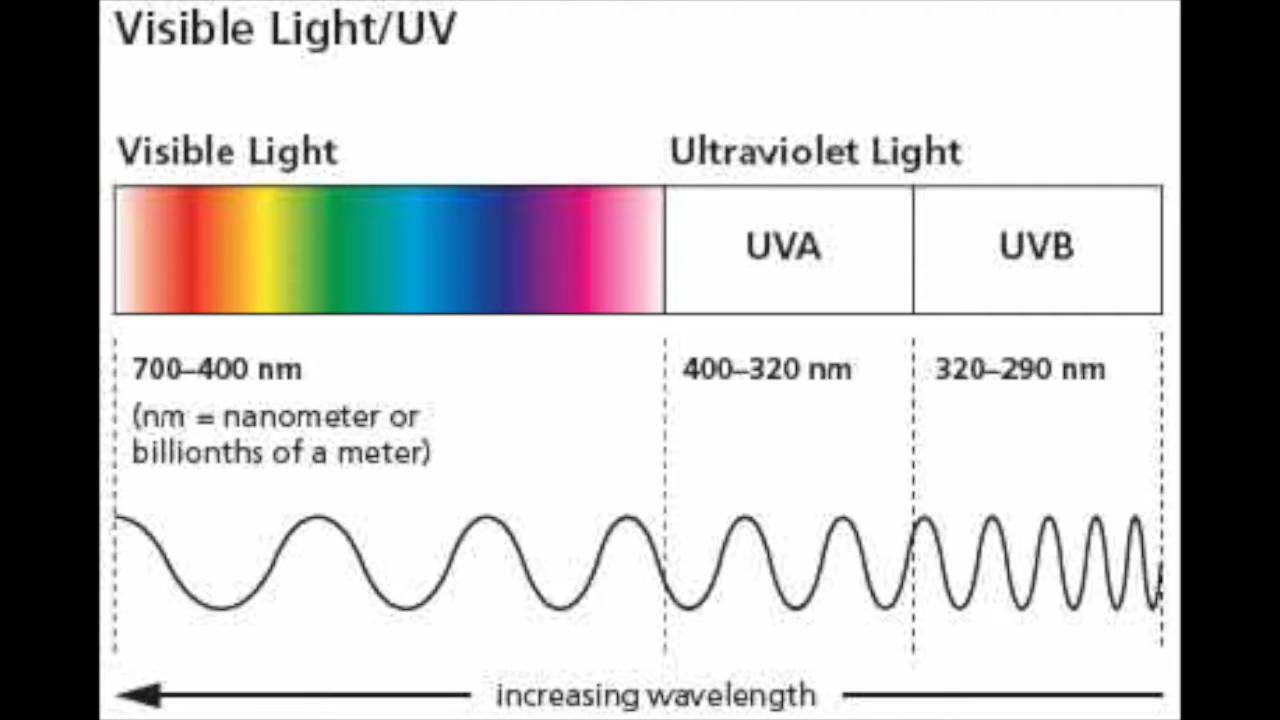 Visible Light/UV
Visible Light
Ultraviolet Light
UVA
UVB
700–400 nm
(nm = nanometer or
billionths of a meter)
400–320 nm
320–290 nm
increasing wavelength